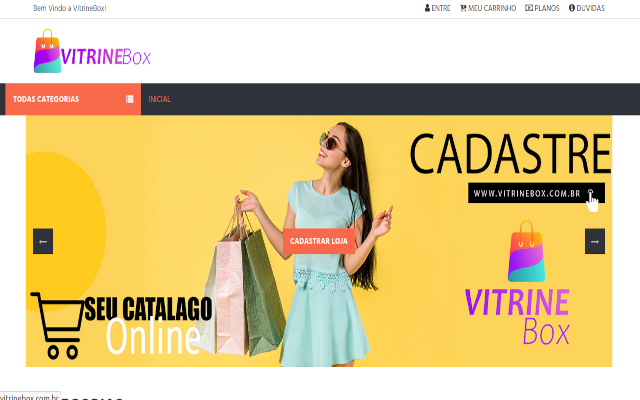 Bem Vindo a VitrineBox!
ENTRE
MEU CARRINHO
PLANOS
DUVIDAS
VITRINEBox
TODAS CATEGORIAS
INICIAL
CADASTRE
WWW.VITRINEBOX.COM.BR
←
CADASTRAR LOJA
→
SEU CATALAGO
Online
VITRINE
Box
vitrinebox.com.br